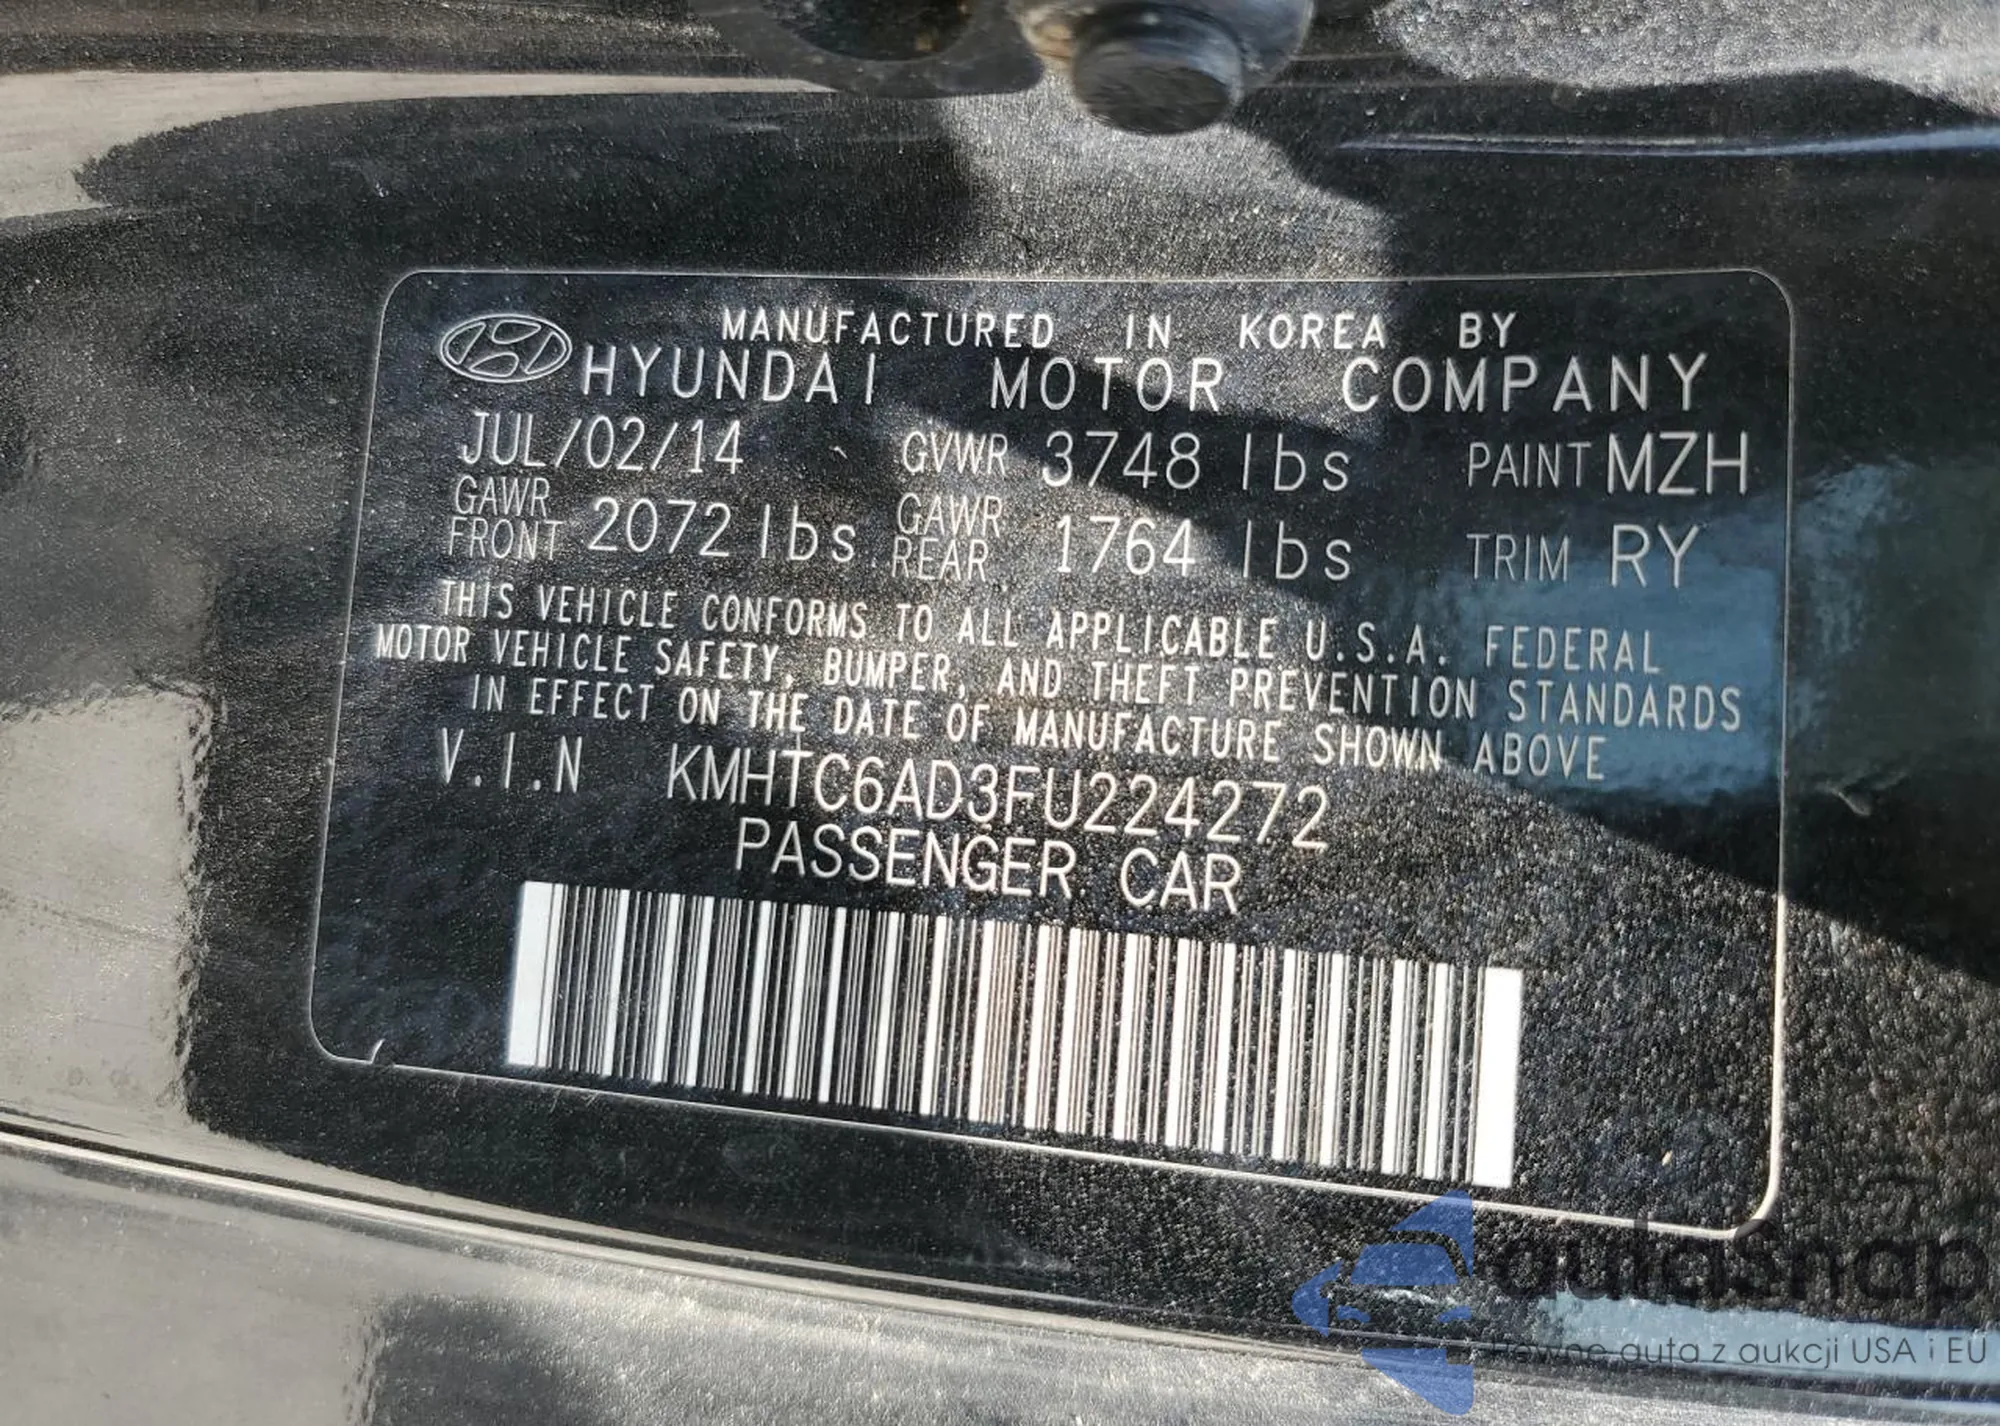 MANUFACTURED IN KOREA BY
HYUNDAI MOTOR COMPANY
JUL/02/14 GVWR 3748 lbs PAINT MZH
GAWR FRONT 2072 lbs GAWR REAR 1764 lbs TRIM RY
THIS VEHICLE CONFORMS TO ALL APPLICABLE U.S.A. FEDERAL
MOTOR VEHICLE SAFETY, BUMPER, AND THEFT PREVENTION STANDARDS
IN EFFECT ON THE DATE OF MANUFACTURE SHOWN ABOVE
V.I.N KMHTC6AD3FU224272
PASSENGER CAR
autasnap
Pewne auta z aukcji USA i EU